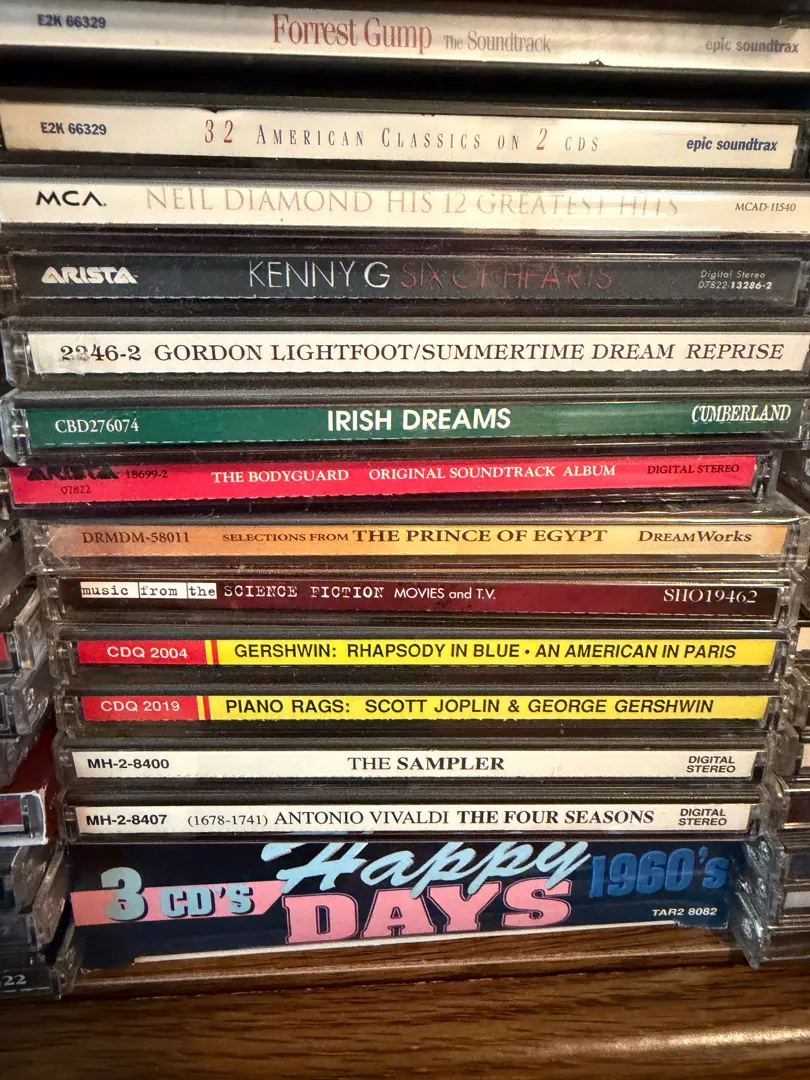 E2K 66329 Forrest Gump The Soundtrack epic soundtrax
E2K 66329 32 AMERICAN CLASSICS ON 2 CDS epic soundtrax
MCA. NEIL DIAMOND HIS 12 GREATEST HITS MCAD-11540
ARISTA KENNY G SIX OF HEARTS Digital Stereo
07822-13286-2
2246-2 GORDON LIGHTFOOT/SUMMERTIME DREAM REPRISE
CBD276074 IRISH DREAMS CUMBERLAND
ARISTA 18699-2 THE BODYGUARD ORIGINAL SOUNDTRACK ALBUM DIGITAL STEREO
07822
DRMDM-58011 SELECTIONS FROM THE PRINCE OF EGYPT DREAMWORKS
music from the SCIENCE FICTION MOVIES and T.V. SHO19462
CDQ 2004 GERSHWIN: RHAPSODY IN BLUE • AN AMERICAN IN PARIS
CDQ 2019 PIANO RAGS: SCOTT JOPLIN & GEORGE GERSHWIN
MH-2-8400 THE SAMPLER DIGITAL
STEREO
MH-2-8407 (1678-1741) ANTONIO VIVALDI THE FOUR SEASONS DIGITAL
STEREO
3 CD'S Happy DAYS 1960's
TAR2 8082
22